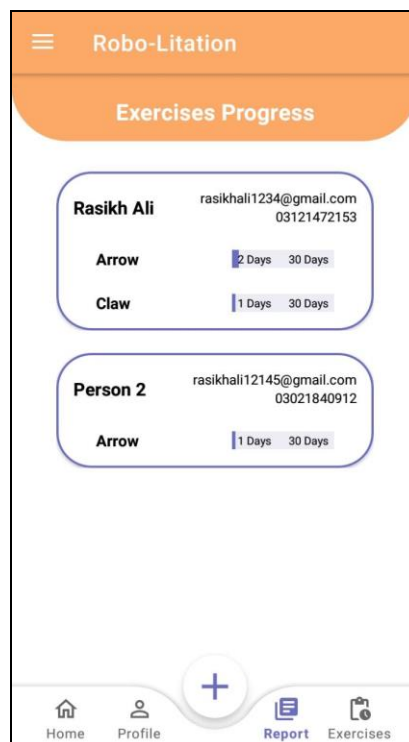 Robo-Litation
Exercises Progress
Rasikh Ali
rasikhali1234@gmail.com
03121472153
Arrow 2 Days 30 Days
Claw 1 Days 30 Days
Person 2
rasikhali12145@gmail.com
03021840912
Arrow 1 Days 30 Days
Home Profile Report Exercises